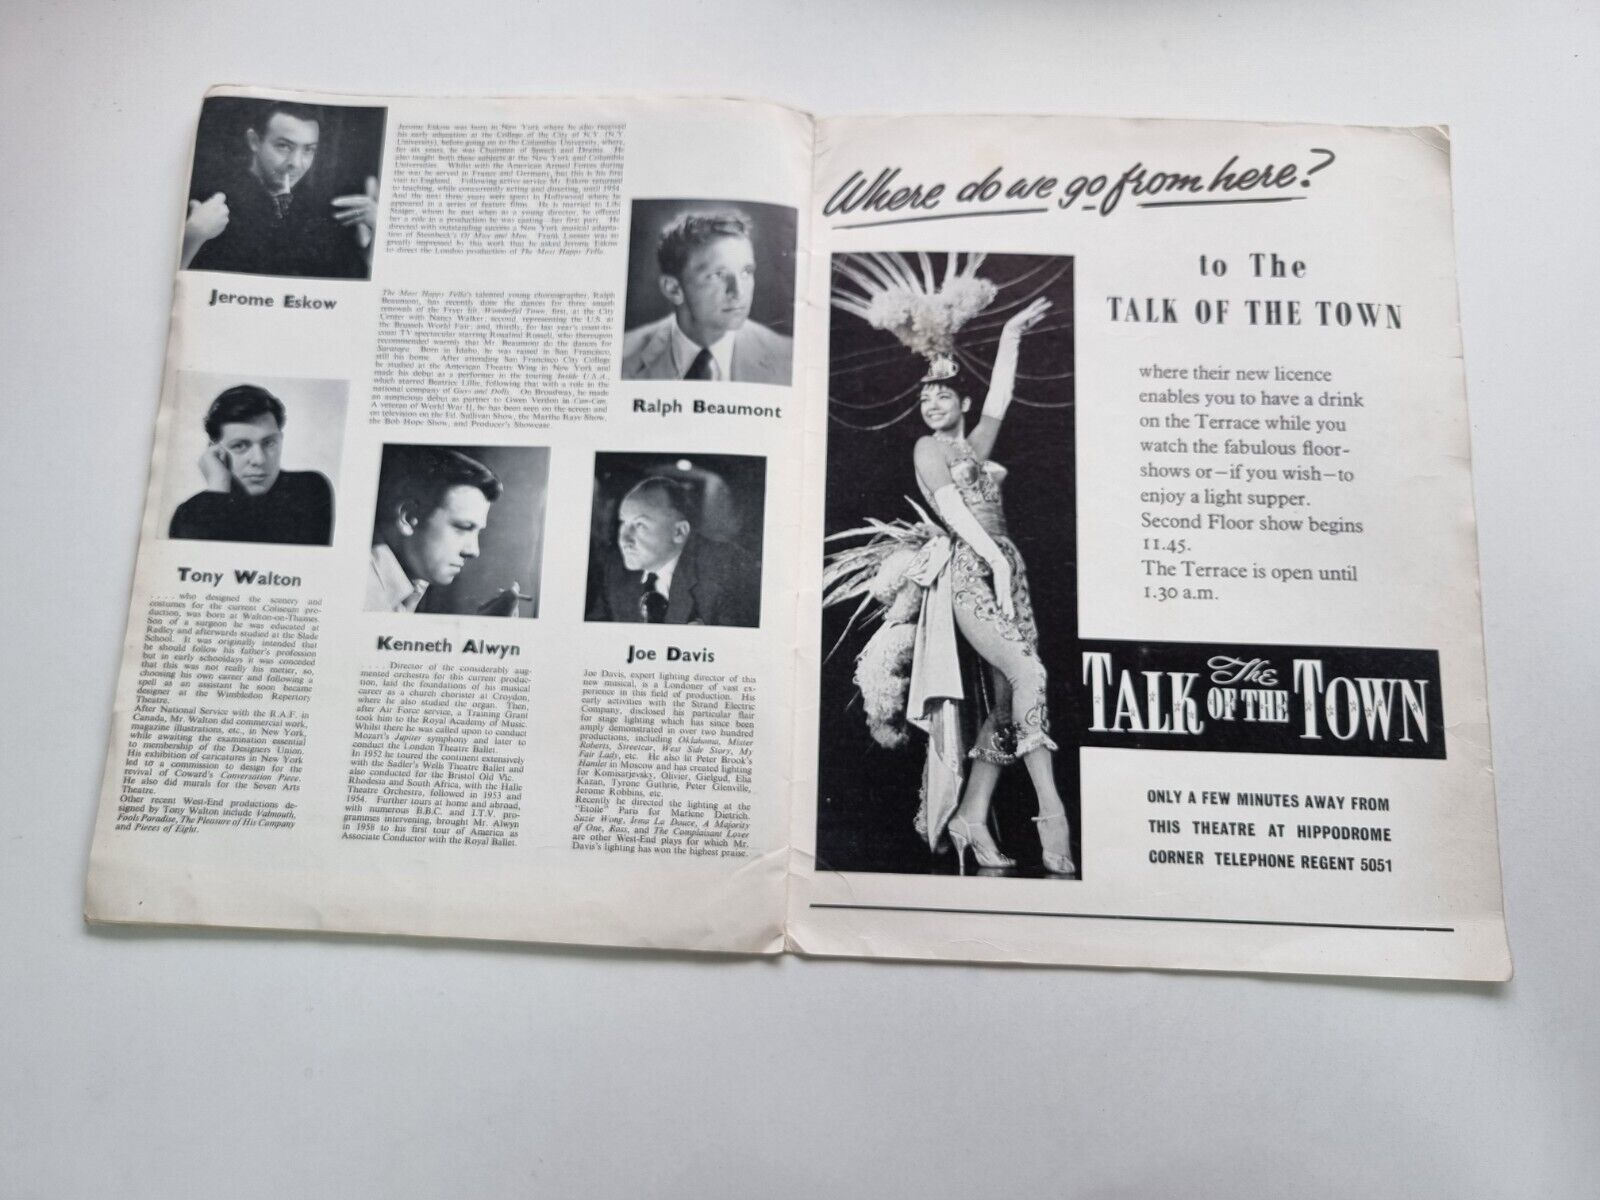 Jerome Eskow was born in New York where he also received
his early education at the College of the City of N.Y. (N.Y.
University), before going on to the Columbia University, where,
for six years, he was Chairman of Speech and Drama. He
also taught both these subjects at the New York and Columbia
Universities. Whilst with the American Armed Forces during
the war he served in France and Germany, but this is his first
visit to England. Following active service Mr. Eskow returned
to teaching, while concurrently acting and directing, until 1954.
And the next three years were spent in Hollywood where he
appeared in a series of feature films. He is married to
whom he met when as a young director, he offered
her a role in a production he was casting—her first part. He
directed with outstanding success a New York musical adapta-
tion of Steinbeck's Of Mice and Men. Frank Loesser was so
greatly impressed by this work that he asked Jerome Eskow
to direct the London production of The Most Happy Fella.
Jerome Eskow
The Most Happy Fella's talented young choreographer, Ralph
Beaumont, has recently done the dances for three smash
renewals of the Fryer hit, Wonderful Town, first, at the City
Center with Nancy Walker, second, representing the U.S. at
the Brussels World Fair, and, thirdly, for last year's coast-to-
coast TV spectacular starring Rosalind Russell, who thereupon
recommended warmly that Mr. Beaumont do the dances for
Saratoga. Born in Idaho, he was raised in San Francisco,
still his home. After attending San Francisco City College
he studied at the American Theatre Wing in New York and
made his debut as a performer in the touring Inside U.S.A.,
which starred Beatrice Lillie, following that with a role in the
national company of Guys and Dolls. On Broadway, he made
an auspicious debut as partner to Gwen Verdon in Can-Can.
A veteran of World War II, he has been seen on the screen and
on television on the Ed. Sullivan Show, the Martha Raye Show,
the Bob Hope Show, and Producer's Showcase.
Ralph Beaumont
Tony Walton
. . . . who designed the scenery and
costumes for the current Coliseum pro-
duction, was born at Walton-on-Thames.
Son of a surgeon he was educated at
Radley and afterwards studied at the Slade
School. It was originally intended that
he should follow his father's profession
but in early schooldays it was conceded
that this was not really his metier, so,
choosing his own career and following a
spell as an assistant he soon became
designer at the Wimbledon Repertory
Theatre.
After National Service with the R.A.F. in
Canada, Mr. Walton did commercial work,
magazine illustrations, etc., in New York,
while awaiting the examination essential
to membership of the Designers Union.
His exhibition of caricatures in New York
led to a commission to design for the
revival of Coward's Conversation Piece.
He also did murals for the Seven Arts
Theatre.
Other recent West-End productions de-
signed by Tony Walton include Valmouth,
Fools Paradise, The Pleasure of His Company
and Pieces of Eight.
Kenneth Alwyn
. . . . Director of the considerably aug-
mented orchestra for this current produc-
tion, laid the foundations of his musical
career as a church chorister at Croydon,
where he also studied the organ. Then,
after Air Force service, a Training Grant
took him to the Royal Academy of Music.
Whilst there he was called upon to conduct
Mozart's Jupiter symphony and later to
conduct the London Theatre Ballet.
In 1952 he toured the continent extensively
with the Sadler's Wells Theatre Ballet and
also conducted for the Bristol Old Vic.
Rhodesia and South Africa, with the Halle
Theatre Orchestra, followed in 1953 and
1954. Further tours at home and abroad,
with numerous B.B.C. and I.T.V. pro-
grammes intervening, brought Mr. Alwyn
in 1958 to his first tour of America as
Associate Conductor with the Royal Ballet.
Joe Davis
Joe Davis, expert lighting director of this
new musical, is a Londoner of vast ex-
perience in this field of production. His
early activities with the Strand Electric
Company, disclosed his particular flair
for stage lighting which has since been
amply demonstrated in over two hundred
productions, including Oklahoma, Mister
Roberts, Streetcar, West Side Story, My
Fair Lady, etc. He also lit Peter Brook's
Hamlet in Moscow and has created lighting
for Komisarjevsky, Olivier, Gielgud, Elia
Kazan, Tyrone Guthrie, Peter Glenville,
Jerome Robbins, etc.
Recently he directed the lighting at the
"Etoile" Paris for Marlene Dietrich.
Suzie Wong, Irma La Douce, A Majority
of One, Ross, and The Complaisant Lover
are other West-End plays for which Mr.
Davis's lighting has won the highest praise.
Where do we go from here?
to The
TALK OF THE TOWN
where their new licence
enables you to have a drink
on the Terrace while you
watch the fabulous floor-
shows or—if you wish—to
enjoy a light supper.
Second Floor show begins
11.45.
The Terrace is open until
1.30 a.m.
The
TALK OF THE TOWN
ONLY A FEW MINUTES AWAY FROM
THIS THEATRE AT HIPPODROME
CORNER TELEPHONE REGENT 5051